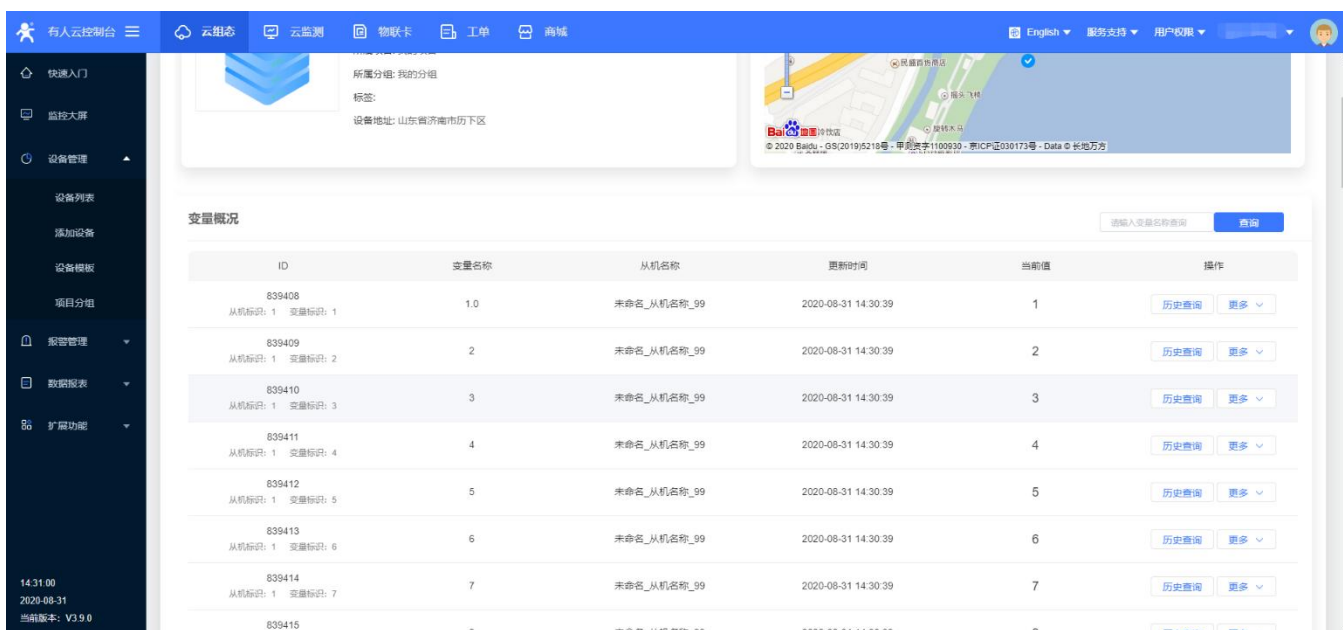 有人云控制台
云组态
云监测
物联卡
工单
商城
English
服务支持
用户权限
快速入门
监控大屏
设备管理
设备列表
添加设备
设备模板
项目分组
报警管理
数据报表
扩展功能
14:31:00
2020-08-31
当前版本：V3.9.0
所属分组: 我的分组
标签:
设备地址: 山东省济南市历下区
民盛百货商店
摇头飞椅
旋转木马
Bai 地图
冷饮店
© 2020 Baidu - GS(2019)5218号 - 甲测资字1100930 - 京ICP证030173号 - Data © 长地万方
变量概况
请输入变量名称查询
查询
ID 变量名称 从机名称 更新时间 当前值 操作
839408
从机标识: 1 变量标识: 1
1.0 未命名_从机名称_99 2020-08-31 14:30:39 1 历史查询 更多
839409
从机标识: 1 变量标识: 2
2 未命名_从机名称_99 2020-08-31 14:30:39 2 历史查询 更多
839410
从机标识: 1 变量标识: 3
3 未命名_从机名称_99 2020-08-31 14:30:39 3 历史查询 更多
839411
从机标识: 1 变量标识: 4
4 未命名_从机名称_99 2020-08-31 14:30:39 4 历史查询 更多
839412
从机标识: 1 变量标识: 5
5 未命名_从机名称_99 2020-08-31 14:30:39 5 历史查询 更多
839413
从机标识: 1 变量标识: 6
6 未命名_从机名称_99 2020-08-31 14:30:39 6 历史查询 更多
839414
从机标识: 1 变量标识: 7
7 未命名_从机名称_99 2020-08-31 14:30:39 7 历史查询 更多
839415